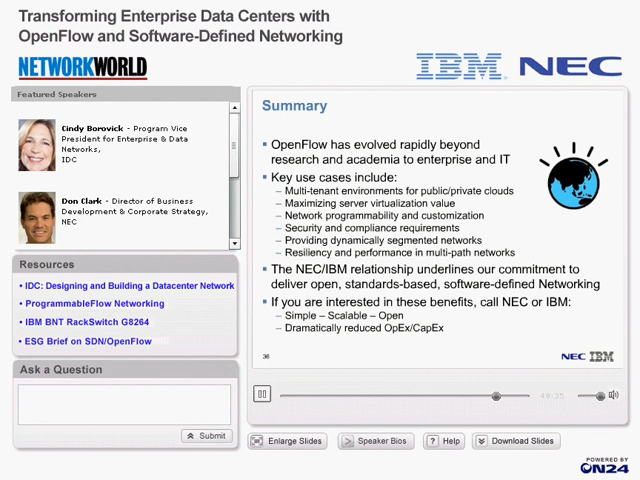 Transforming Enterprise Data Centers with
OpenFlow and Software-Defined Networking
NETWORKWORLD
IBM
NEC
Featured Speakers
Cindy Borovick - Program Vice
President for Enterprise & Data
Networks,
IDC
Don Clark - Director of Business
Development & Corporate Strategy,
NEC
Resources
• IDC: Designing and Building a Datacenter Network
• ProgrammableFlow Networking
• IBM BNT RackSwitch G8264
• ESG Brief on SDN/OpenFlow
Ask a Question
Submit
Summary
▪ OpenFlow has evolved rapidly beyond
research and academia to enterprise and IT
▪ Key use cases include:
– Multi-tenant environments for public/private clouds
– Maximizing server virtualization value
– Network programmability and customization
– Security and compliance requirements
– Providing dynamically segmented networks
– Resiliency and performance in multi-path networks
▪ The NEC/IBM relationship underlines our commitment to
deliver open, standards-based, software-defined Networking
▪ If you are interested in these benefits, call NEC or IBM:
– Simple – Scalable – Open
– Dramatically reduced OpEx/CapEx
36
NEC IBM
49:35
Enlarge Slides
Speaker Bios
? Help
Download Slides
POWERED BY
ON24